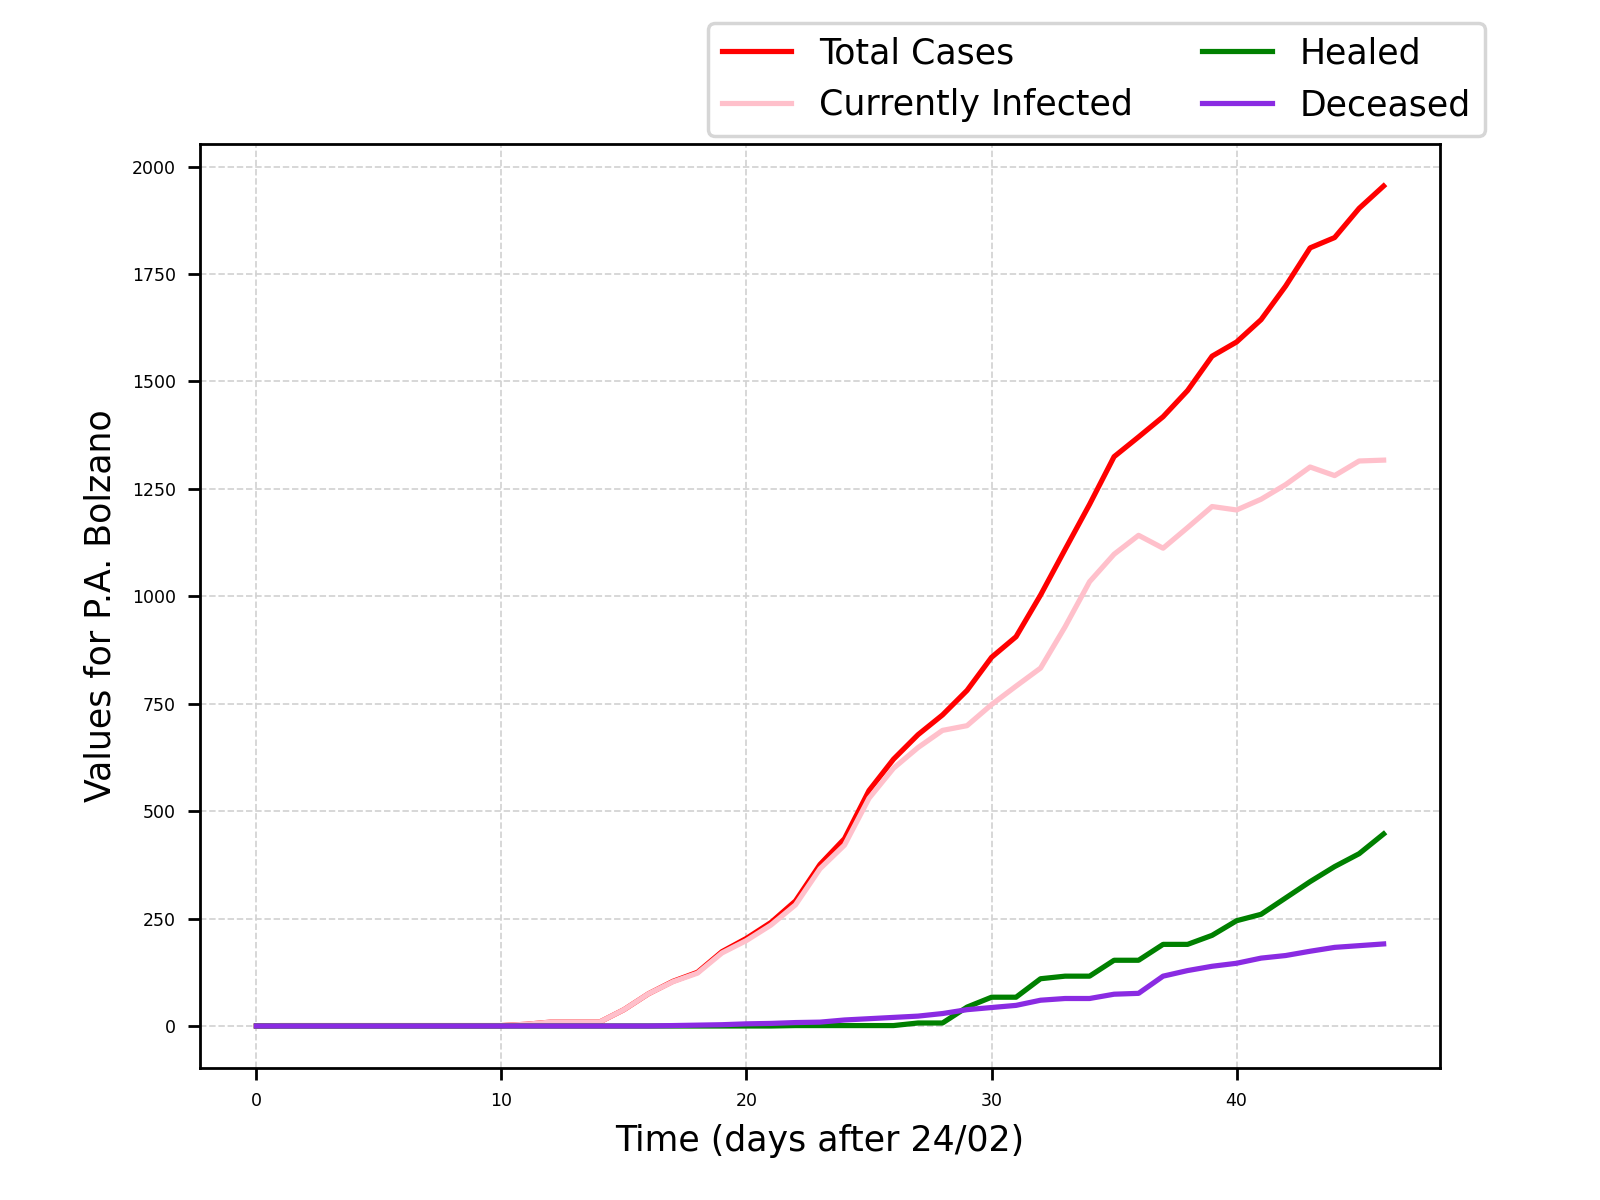 Total Cases
Currently Infected
Healed
Deceased
2000
1750
1500
1250
1000
750
500
250
0
Values for P.A. Bolzano
0 10 20 30 40
Time (days after 24/02)